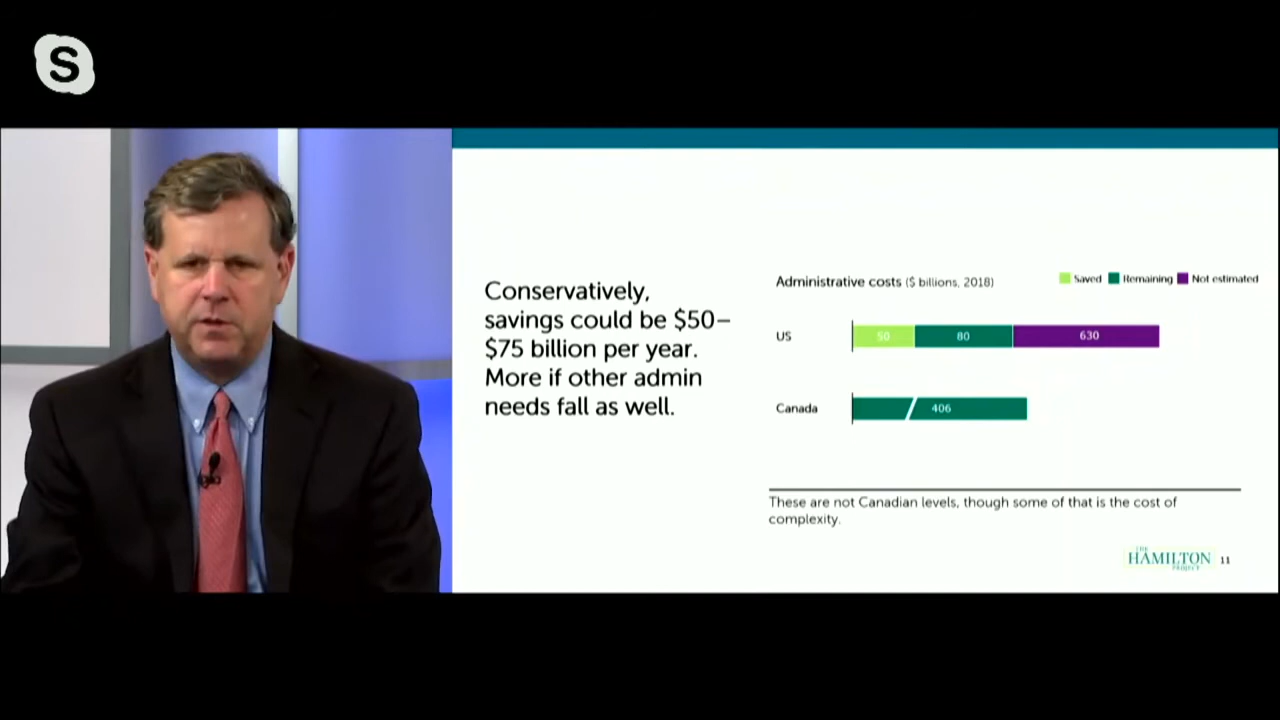 S
Conservatively,
savings could be $50–
$75 billion per year.
More if other admin
needs fall as well.
Administrative costs ($ billions, 2018)
Saved Remaining Not estimated
US 50 80 630
Canada 406
These are not Canadian levels, though some of that is the cost of
complexity.
THE
HAMILTON
PROJECT
11